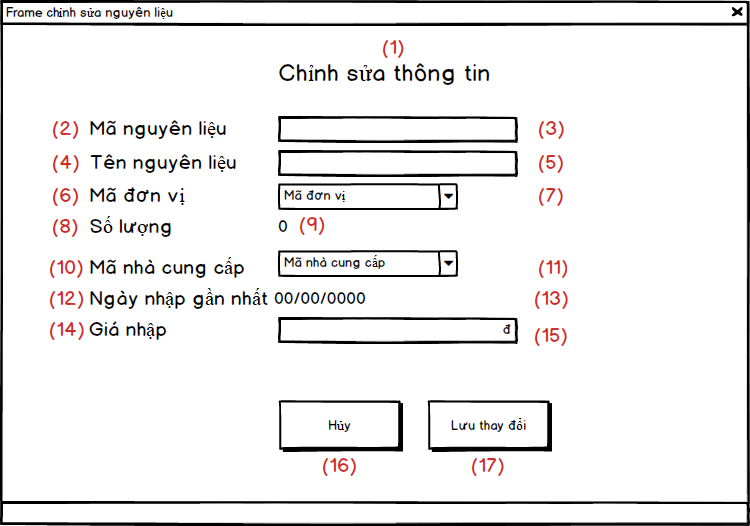 Frame chỉnh sửa nguyên liệu
(1)
Chỉnh sửa thông tin
(2) Mã nguyên liệu (3)
(4) Tên nguyên liệu (5)
(6) Mã đơn vị Mã đơn vị (7)
(8) Số lượng 0 (9)
(10) Mã nhà cung cấp Mã nhà cung cấp (11)
(12) Ngày nhập gần nhất 00/00/0000 (13)
(14) Giá nhập đ (15)
Hủy Lưu thay đổi
(16) (17)